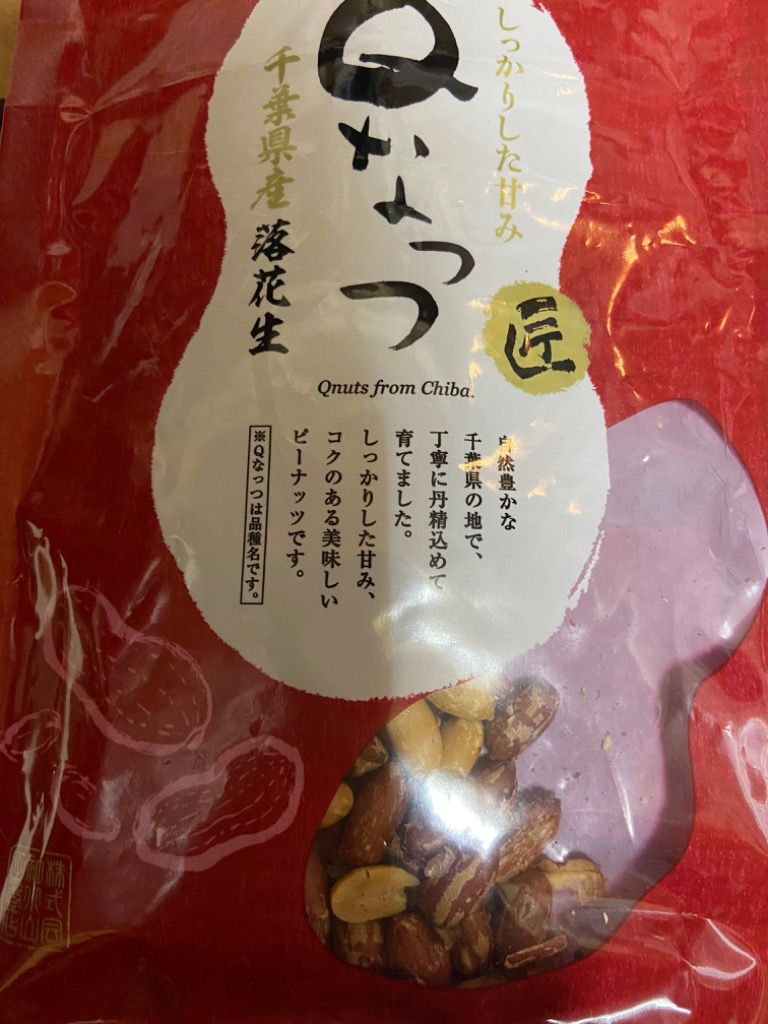 しっかりした甘み
Qなっつ
千葉県産
落花生
匠
Qnuts from Chiba.
自然豊かな
千葉県の地で、
丁寧に丹精込めて
育てました。
しっかりした甘み、
コクのある美味しい
ピーナッツです。
※Qなっつは品種名です。
株式会